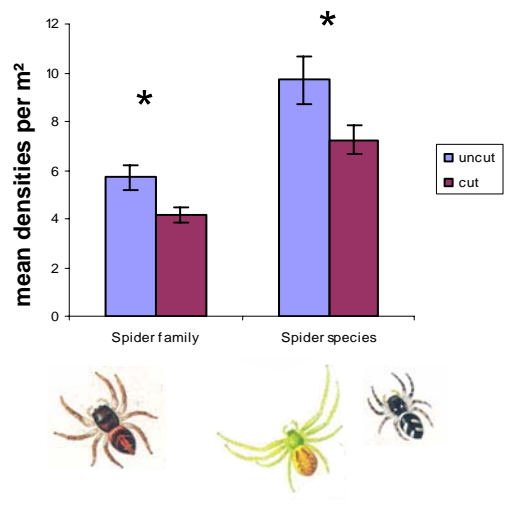 mean densities per m²
12
10
8
6
4
2
0
*
*
Spider family
Spider species
uncut
cut